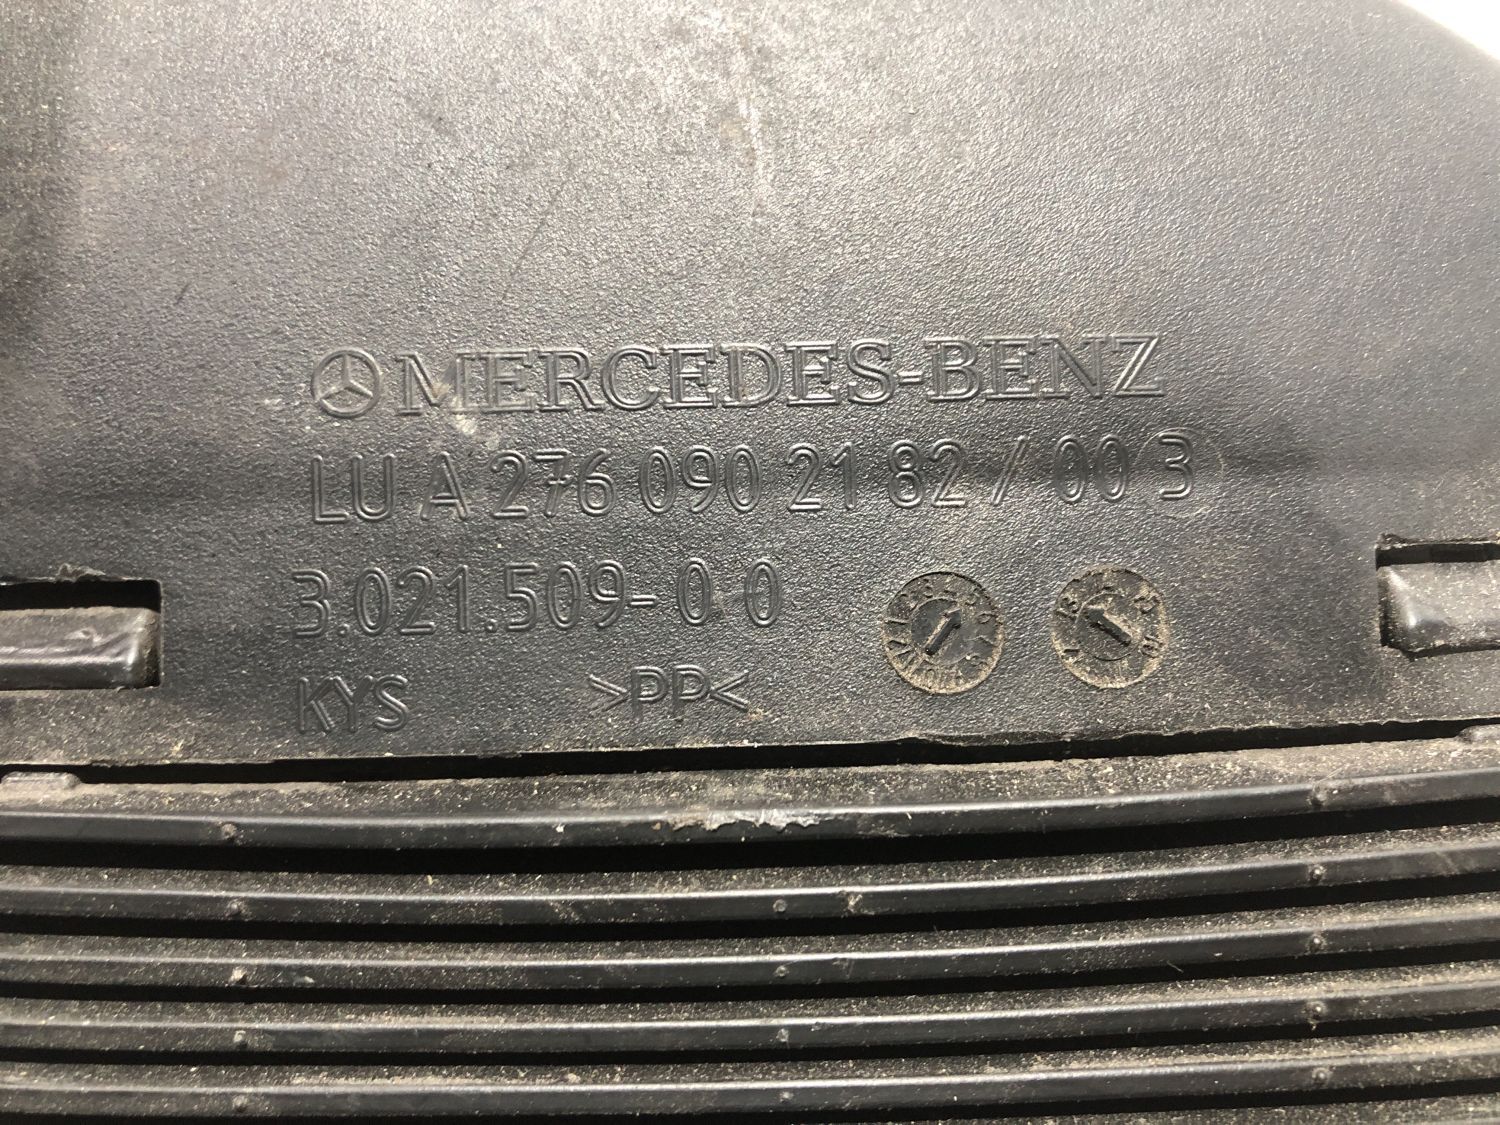 MERCEDES-BENZ
LU A 276 090 21 82 / 00 3
3.021.509-0 0
KYS >PP<